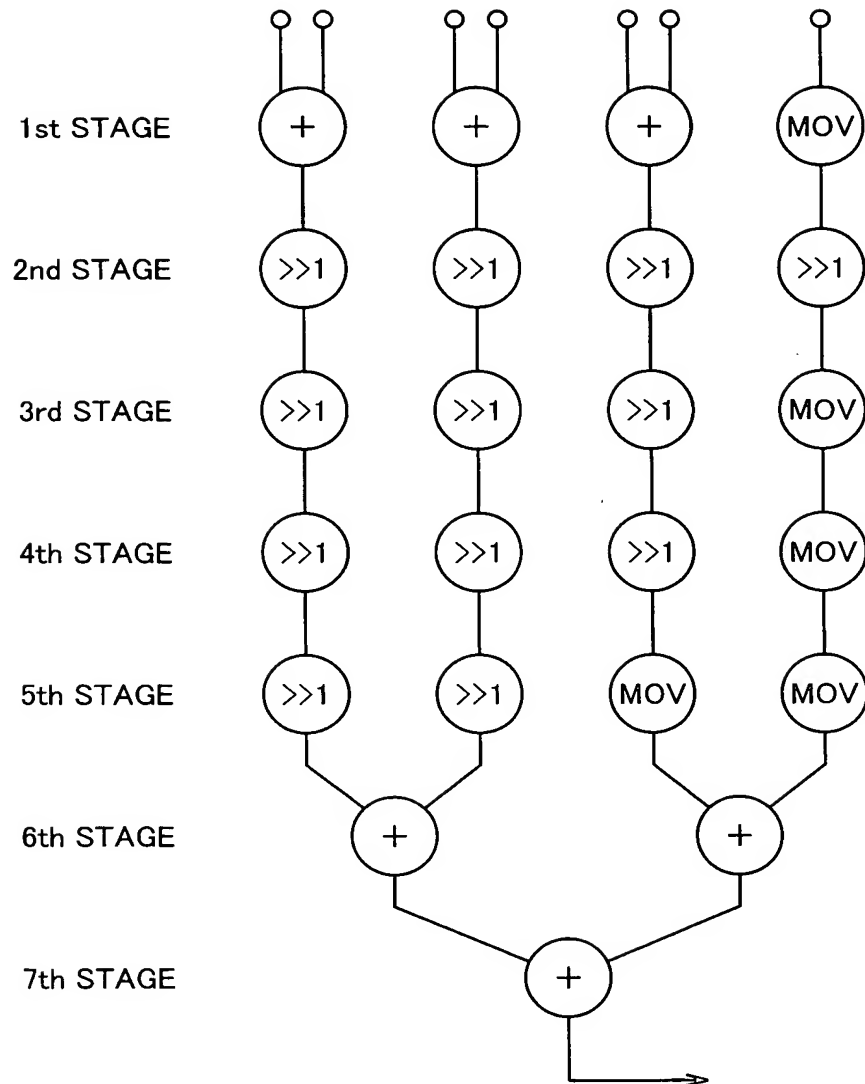 1st STAGE + + + MOV
2nd STAGE >>1 >>1 >>1 >>1
3rd STAGE >>1 >>1 >>1 MOV
4th STAGE >>1 >>1 >>1 MOV
5th STAGE >>1 >>1 MOV MOV
6th STAGE + +
7th STAGE +